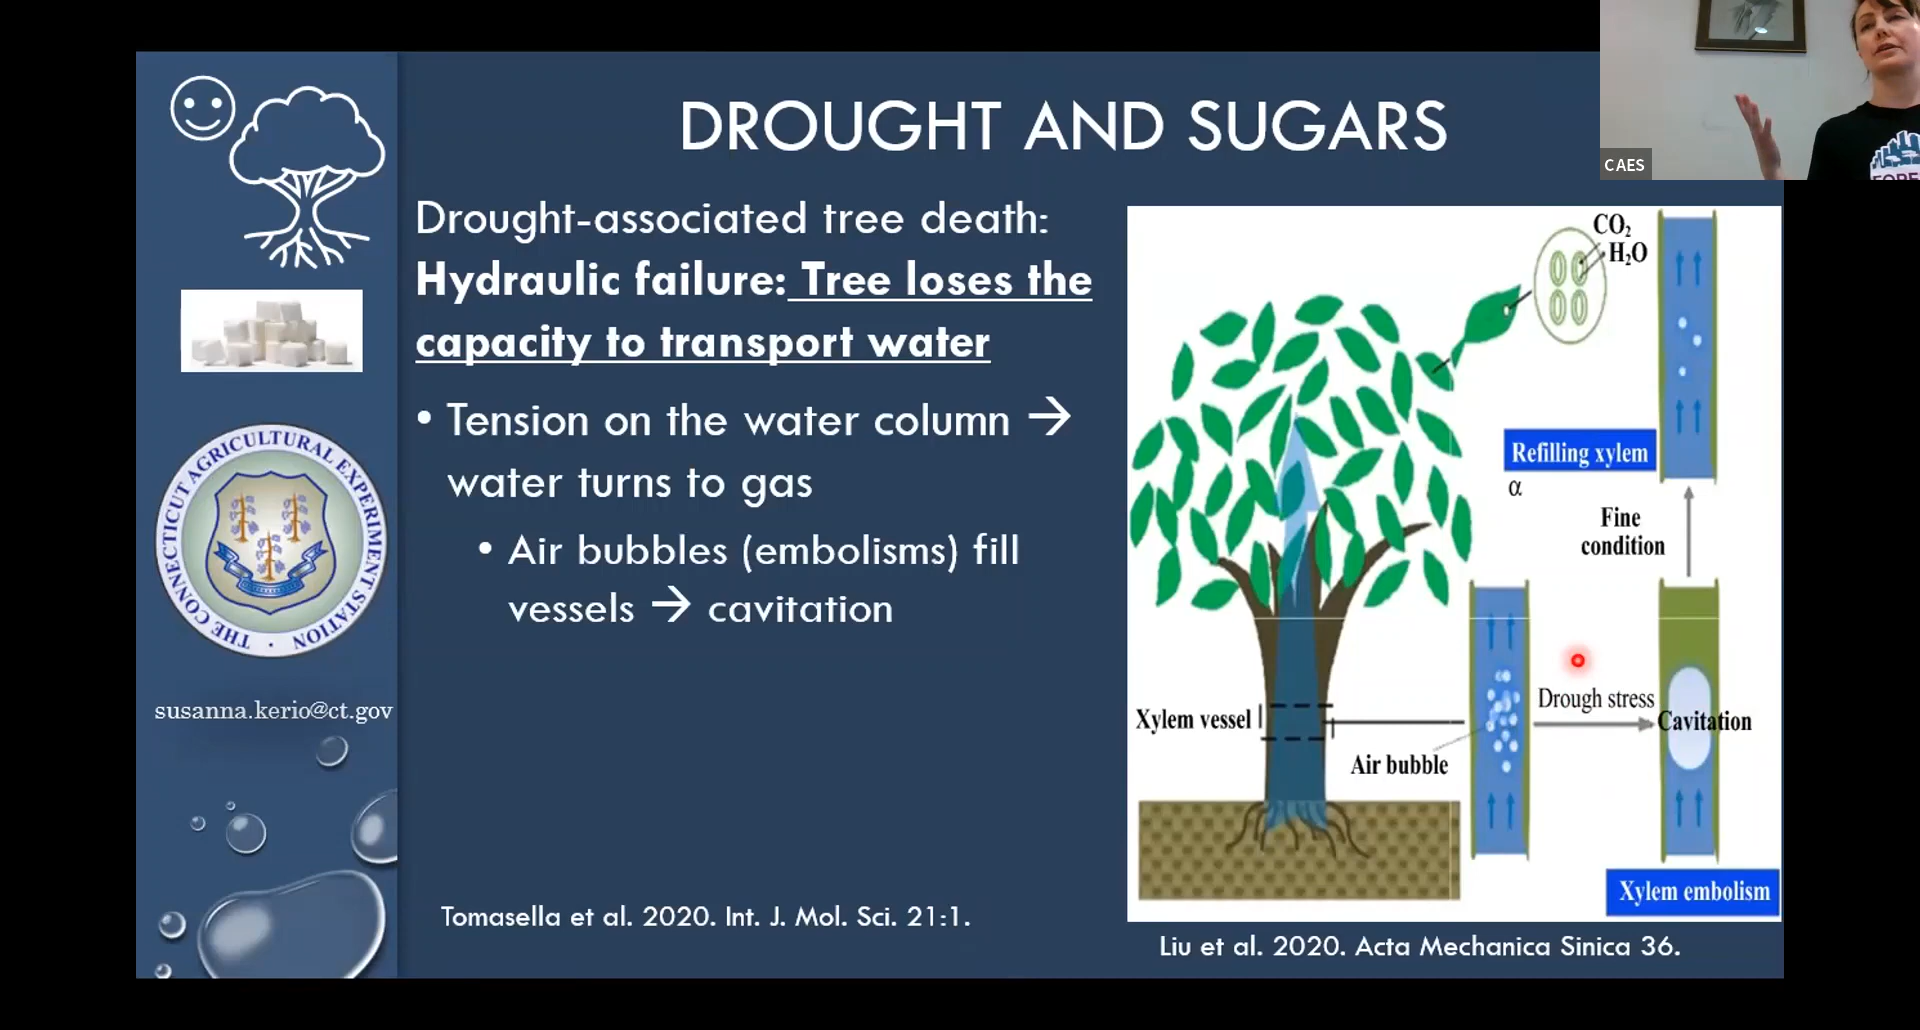 DROUGHT AND SUGARS
CAES
Drought-associated tree death:
Hydraulic failure: Tree loses the
capacity to transport water
• Tension on the water column →
water turns to gas
• Air bubbles (embolisms) fill
vessels → cavitation
Tomasella et al. 2020. Int. J. Mol. Sci. 21:1.
THE CONNECTICUT AGRICULTURAL EXPERIMENT STATION
susanna.kerio@ct.gov
CO₂
H₂O
Refilling xylem
α
Fine
condition
Drough stress
Cavitation
Xylem vessel
Air bubble
Xylem embolism
Liu et al. 2020. Acta Mechanica Sinica 36.